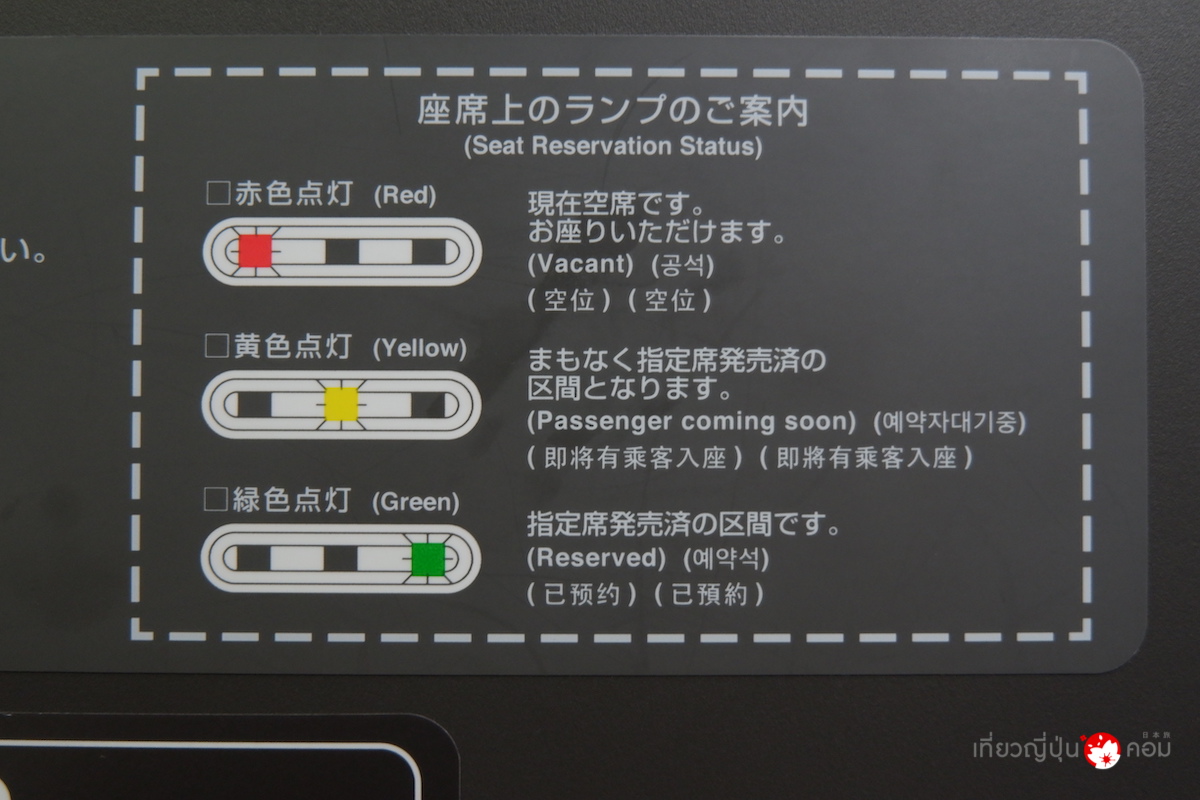 い。
座席上のランプのご案内
(Seat Reservation Status)
□赤色点灯 (Red)
現在空席です。
お座りいただけます。
(Vacant) (공석)
(空位) (空位)
□黄色点灯 (Yellow)
まもなく指定席発売済の
区間となります。
(Passenger coming soon) (예약자대기중)
(即将有乘客入座) (即將有乘客入座)
□緑色点灯 (Green)
指定席発売済の区間です。
(Reserved) (예약석)
(已预约) (已預約)
日本旅
เที่ยวญี่ปุ่น คอม